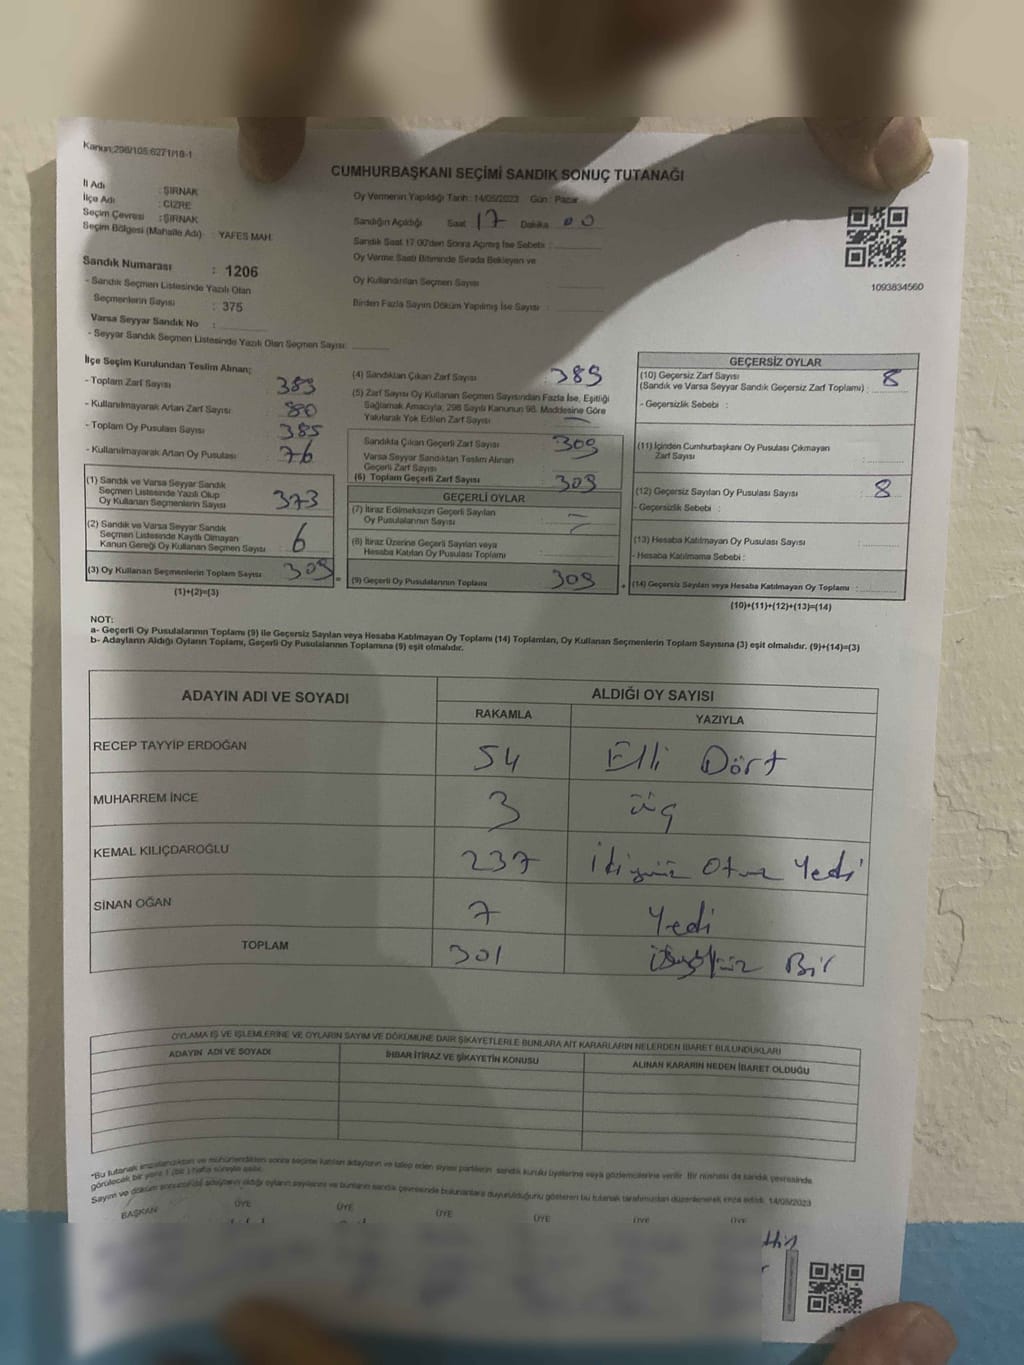 Kanun;298/105;6271/18-1
CUMHURBAŞKANI SEÇİMİ SANDIK SONUÇ TUTANAĞI
İl Adı : ŞIRNAK
İlçe Adı : CİZRE
Seçim Çevresi : ŞIRNAK
Seçim Bölgesi (Mahalle Adı) : YAFES MAH.
Oy Vermenin Yapıldığı Tarih : 14/05/2023 Gün : Pazar
Sandığın Açıldığı Saat 17 Dakika 00
Sandık Saat 17:00'den Sonra Açılmış İse Sebebi :
Oy Verme Saati Bitiminde Sırada Bekleyen ve
Oy Kullandırılan Seçmen Sayısı :
Birden Fazla Sayım Döküm Yapılmış İse Sayısı :
1093834560
Sandık Numarası : 1206
- Sandık Seçmen Listesinde Yazılı Olan
Seçmenlerin Sayısı : 375
Varsa Seyyar Sandık No :
- Seyyar Sandık Seçmen Listesinde Yazılı Olan Seçmen Sayısı:
İlçe Seçim Kurulundan Teslim Alınan;
- Toplam Zarf Sayısı : 389
- Kullanılmayarak Artan Zarf Sayısı : 80
- Toplam Oy Pusulası Sayısı : 385
- Kullanılmayarak Artan Oy Pusulası : 76
(1) Sandık ve Varsa Seyyar Sandık
Seçmen Listesinde Yazılı Olup
Oy Kullanan Seçmenlerin Sayısı : 373
(2) Sandık ve Varsa Seyyar Sandık
Seçmen Listesinde Kayıtlı Olmayan
Kanun Gereği Oy Kullanan Seçmen Sayısı : 6
(3) Oy Kullanan Seçmenlerin Toplam Sayısı : 309
(1)+(2)=(3)
(4) Sandıktan Çıkan Zarf Sayısı : 389
(5) Zarf Sayısı Oy Kullanan Seçmen Sayısından Fazla İse, Eşitliği
Sağlamak Amacıyla; 298 Sayılı Kanunun 98. Maddesine Göre
Yakılarak Yok Edilen Zarf Sayısı : —
Sandıkta Çıkan Geçerli Zarf Sayısı : 309
Varsa Seyyar Sandıktan Teslim Alınan
Geçerli Zarf Sayısı :
(6) Toplam Geçerli Zarf Sayısı : 309
GEÇERLİ OYLAR
(7) İtiraz Edilmeksizin Geçerli Sayılan
Oy Pusulalarının Sayısı :
(8) İtiraz Üzerine Geçerli Sayılan veya
Hesaba Katılan Oy Pusulası Toplamı :
(9) Geçerli Oy Pusulalarının Toplamı : 309
GEÇERSİZ OYLAR
(10) Geçersiz Zarf Sayısı
(Sandık ve Varsa Seyyar Sandık Geçersiz Zarf Toplamı) : 8
- Geçersizlik Sebebi :
(11) İçinden Cumhurbaşkanı Oy Pusulası Çıkmayan
Zarf Sayısı :
(12) Geçersiz Sayılan Oy Pusulası Sayısı : 8
- Geçersizlik Sebebi :
(13) Hesaba Katılmayan Oy Pusulası Sayısı :
- Hesaba Katılmama Sebebi :
(14) Geçersiz Sayılan veya Hesaba Katılmayan Oy Toplamı :
(10)+(11)+(12)+(13)=(14)
NOT:
a- Geçerli Oy Pusulalarının Toplamı (9) ile Geçersiz Sayılan veya Hesaba Katılmayan Oy Toplamı (14) Toplamları, Oy Kullanan Seçmenlerin Toplam Sayısına (3) eşit olmalıdır. (9)+(14)=(3)
b- Adayların Aldığı Oyların Toplamı, Geçerli Oy Pusulalarının Toplamına (9) eşit olmalıdır.
ADAYIN ADI VE SOYADI ALDIĞI OY SAYISI
RAKAMLA YAZIYLA
RECEP TAYYİP ERDOĞAN 54 Elli Dört
MUHARREM İNCE 3 üç
KEMAL KILIÇDAROĞLU 237 ikiyüz Otuz Yedi
SİNAN OĞAN 7 Yedi
TOPLAM 301 Bir
OYLAMA İŞ VE İŞLEMLERİNE VE OYLARIN SAYIM VE DÖKÜMÜNE DAİR ŞİKAYETLERLE BUNLARA AİT KARARLARIN NELERDEN İBARET BULUNDUKLARI
ADAYIN ADI VE SOYADI İHBAR İTİRAZ VE ŞİKAYETİN KONUSU ALINAN KARARIN NEDEN İBARET OLDUĞU
*Bu tutanak imzalandıktan ve mühürlendikten sonra seçime katılan adayların ve talep eden siyasi partilerin sandık kurulu üyelerine veya gözlemcilerine verilir. Bir nüshası da sandık çevresinde
görülecek bir yere 1 (bir) hafta süreyle asılır.
Sayım ve döküm sonucunda adayların aldığı oyların sayılarını ve bunların sandık çevresinde bulunanlara duyurulduğunu gösteren bu tutanak tarafımızdan düzenlenerek imza edildi. 14/05/2023
BAŞKAN ÜYE ÜYE ÜYE ÜYE ÜYE ÜYE